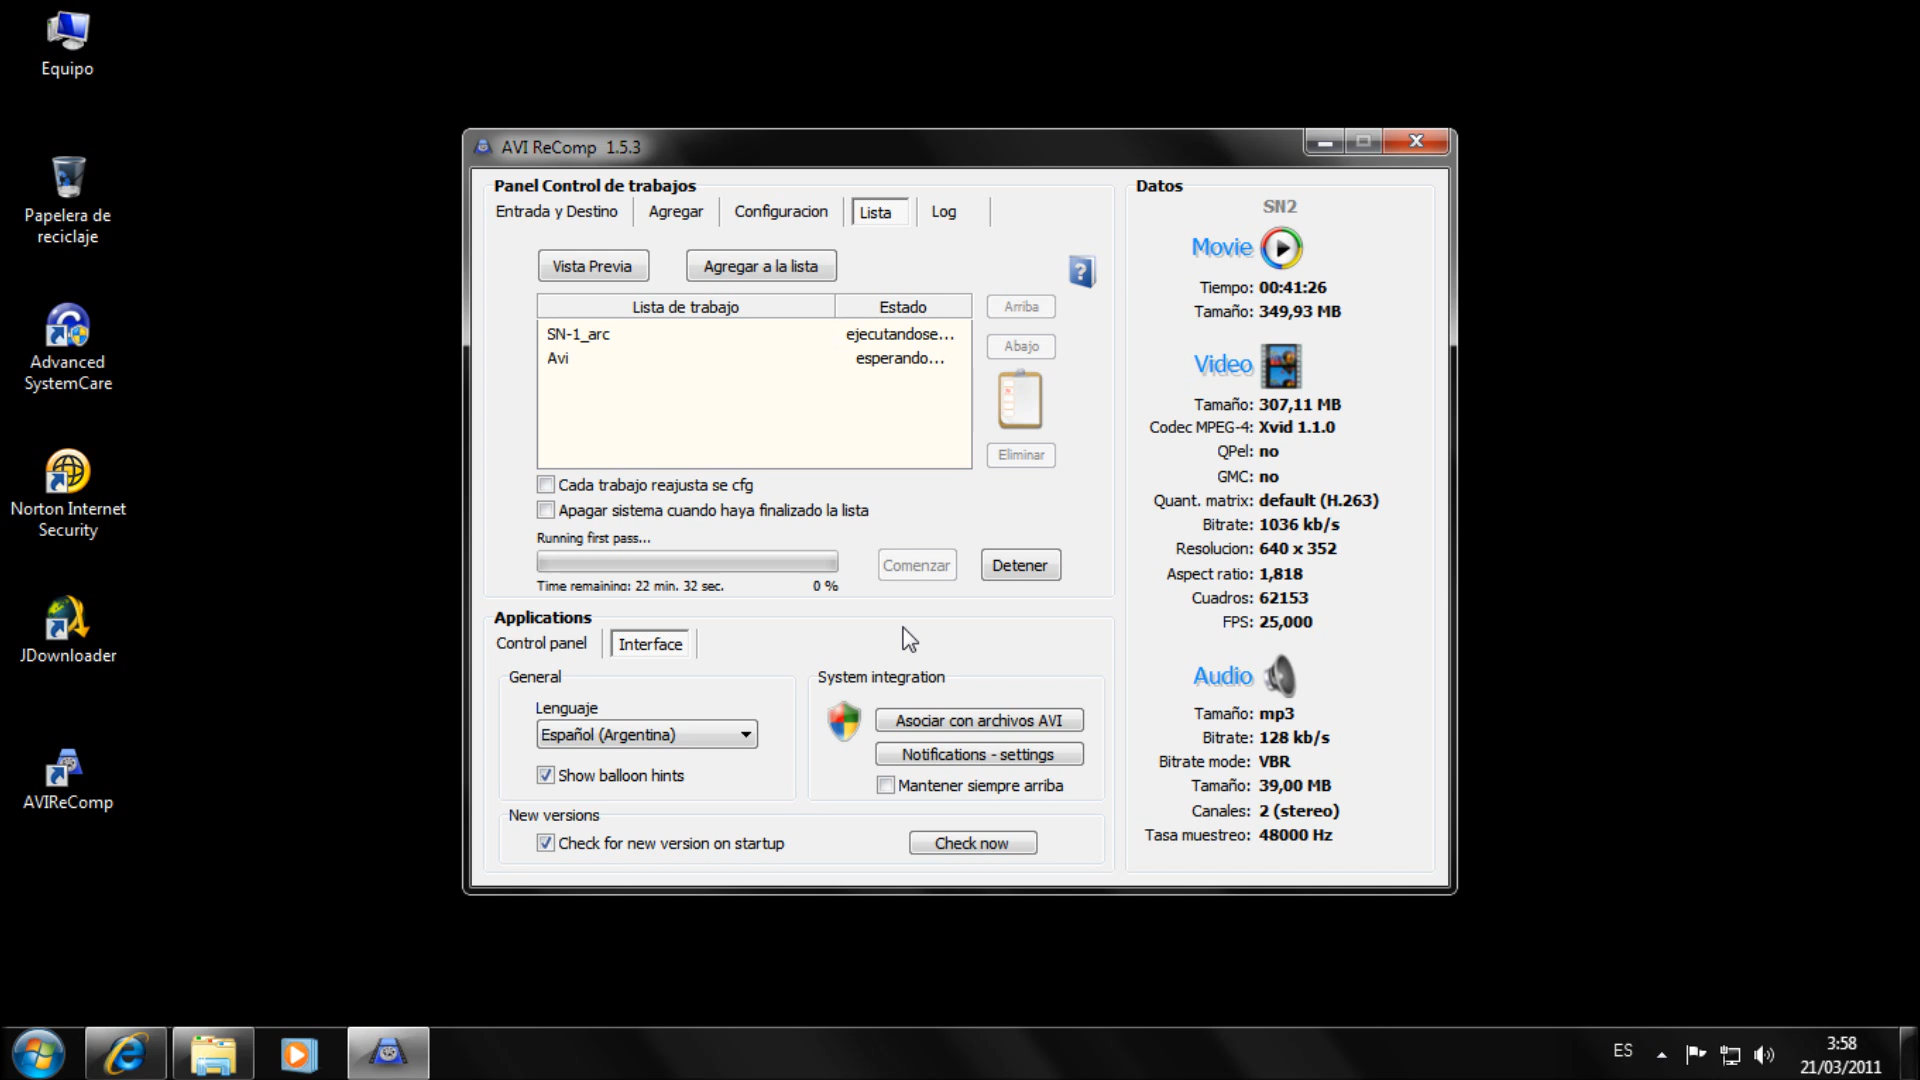 Equipo
Papelera de
reciclaje
Advanced
SystemCare
Norton Internet
Security
JDownloader
AVIReComp
AVI ReComp 1.5.3
Panel Control de trabajos
Entrada y Destino
Agregar
Configuracion
Lista
Log
Vista Previa
Agregar a la lista
?
Lista de trabajo
Estado
SN-1_arc
ejecutandose...
Avi
esperando...
Arriba
Abajo
Eliminar
Cada trabajo reajusta se cfg
Apagar sistema cuando haya finalizado la lista
Running first pass...
Time remaining: 22 min. 32 sec.
0 %
Comenzar
Detener
Applications
Control panel
Interface
General
Lenguaje
Español (Argentina)
Show balloon hints
System integration
Asociar con archivos AVI
Notifications - settings
Mantener siempre arriba
New versions
Check for new version on startup
Check now
Datos
SN2
Movie
Tiempo: 00:41:26
Tamaño: 349,93 MB
Video
Tamaño: 307,11 MB
Codec MPEG-4: Xvid 1.1.0
QPel: no
GMC: no
Quant. matrix: default (H.263)
Bitrate: 1036 kb/s
Resolucion: 640 x 352
Aspect ratio: 1,818
Cuadros: 62153
FPS: 25,000
Audio
Tamaño: mp3
Bitrate: 128 kb/s
Bitrate mode: VBR
Tamaño: 39,00 MB
Canales: 2 (stereo)
Tasa muestreo: 48000 Hz
ES
3:58
21/03/2011